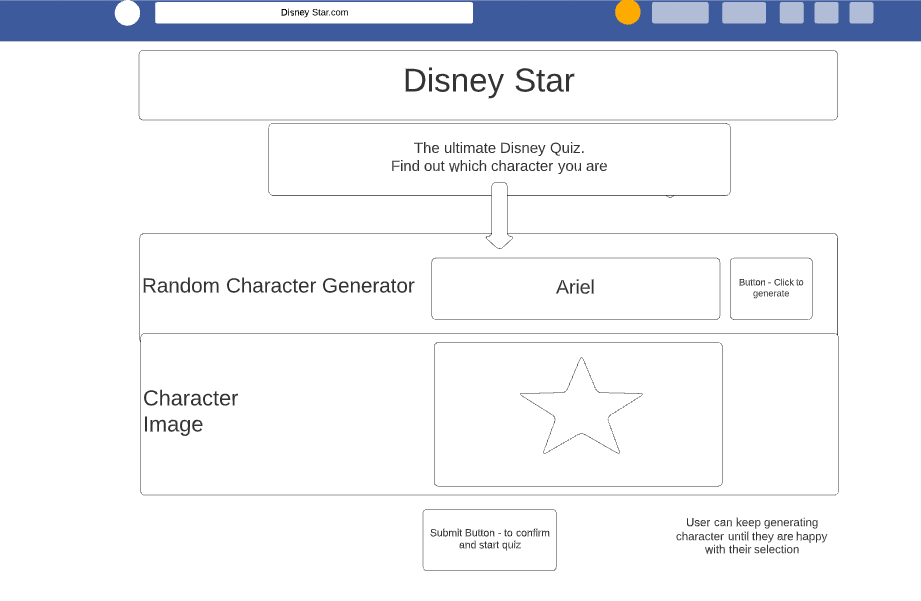 Disney Star.com
Disney Star
The ultimate Disney Quiz.
Find out which character you are
Random Character Generator
Ariel
Button - Click to
generate
Character
Image
Submit Button - to confirm
and start quiz
User can keep generating
character until they are happy
with their selection